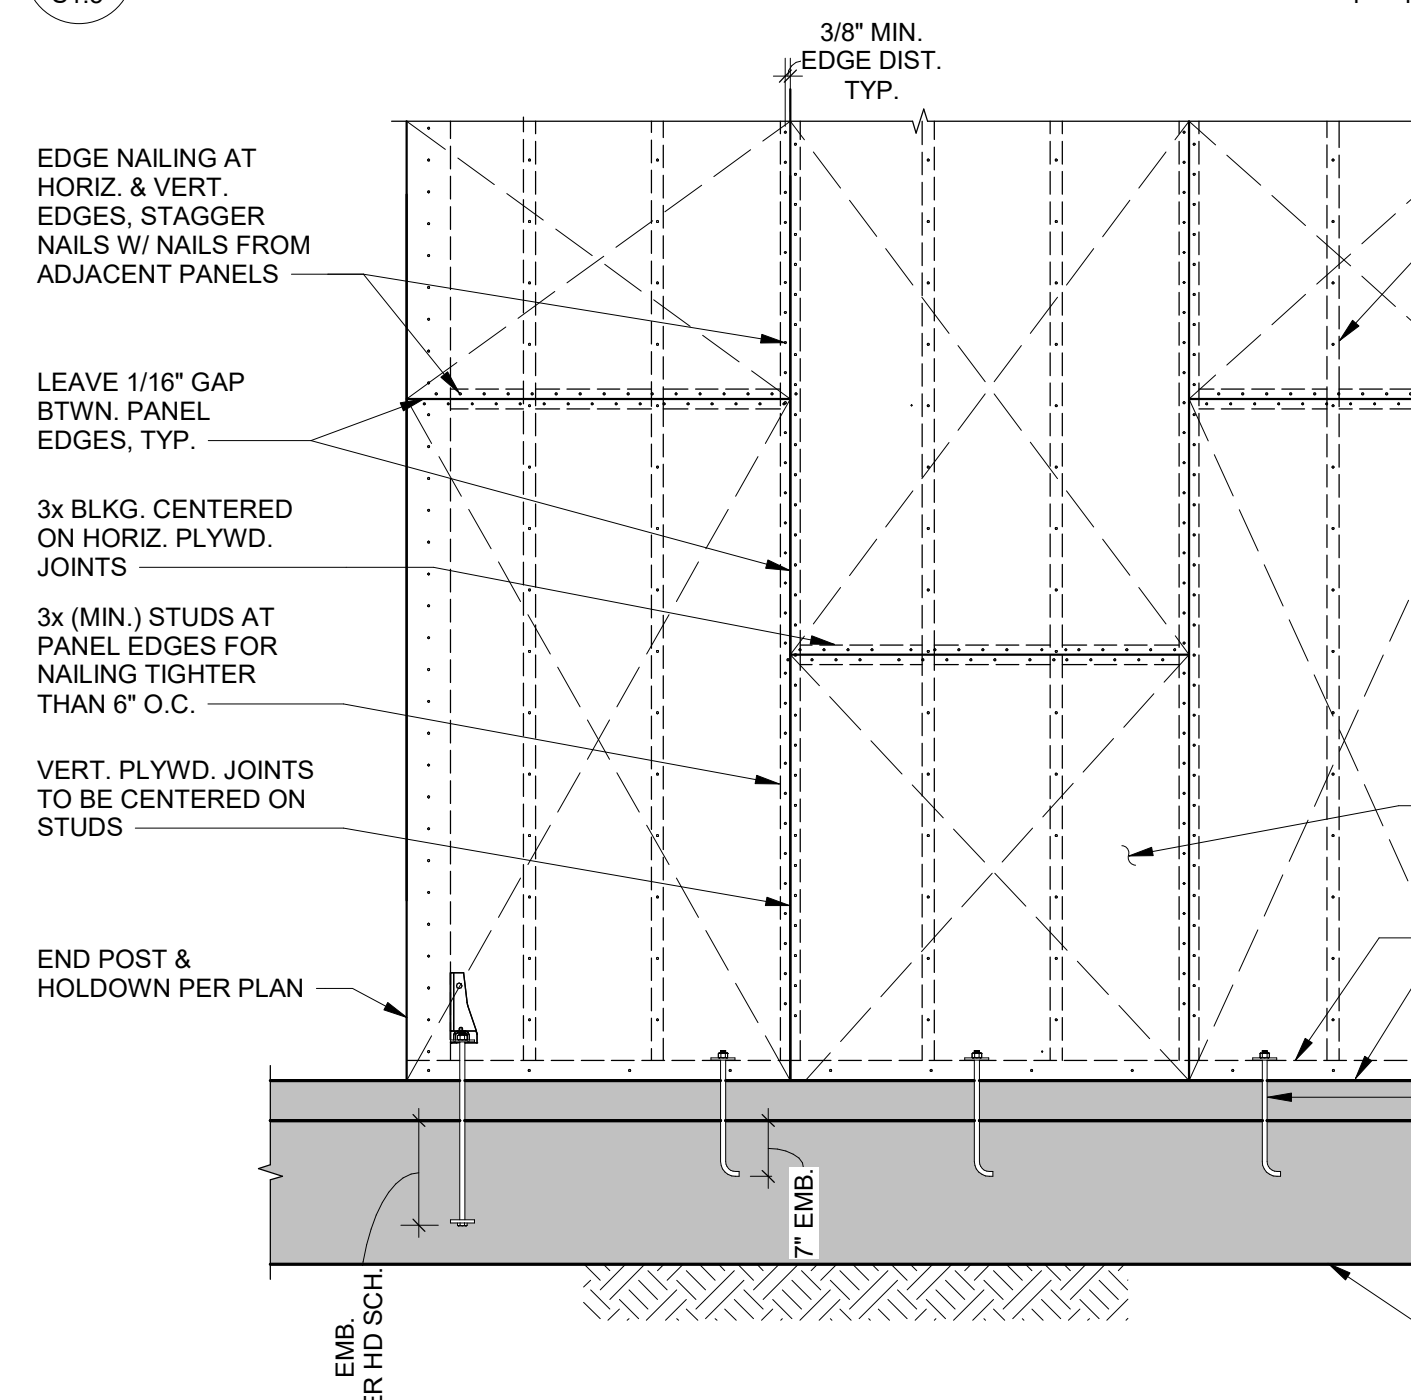 3/8" MIN.
EDGE DIST.
TYP.
EDGE NAILING AT
HORIZ. & VERT.
EDGES, STAGGER
NAILS W/ NAILS FROM
ADJACENT PANELS
LEAVE 1/16" GAP
BTWN. PANEL
EDGES, TYP.
3x BLKG. CENTERED
ON HORIZ. PLYWD.
JOINTS
3x (MIN.) STUDS AT
PANEL EDGES FOR
NAILING TIGHTER
THAN 6" O.C.
VERT. PLYWD. JOINTS
TO BE CENTERED ON
STUDS
END POST &
HOLDOWN PER PLAN
7" EMB.
EMB.
HD SCH.